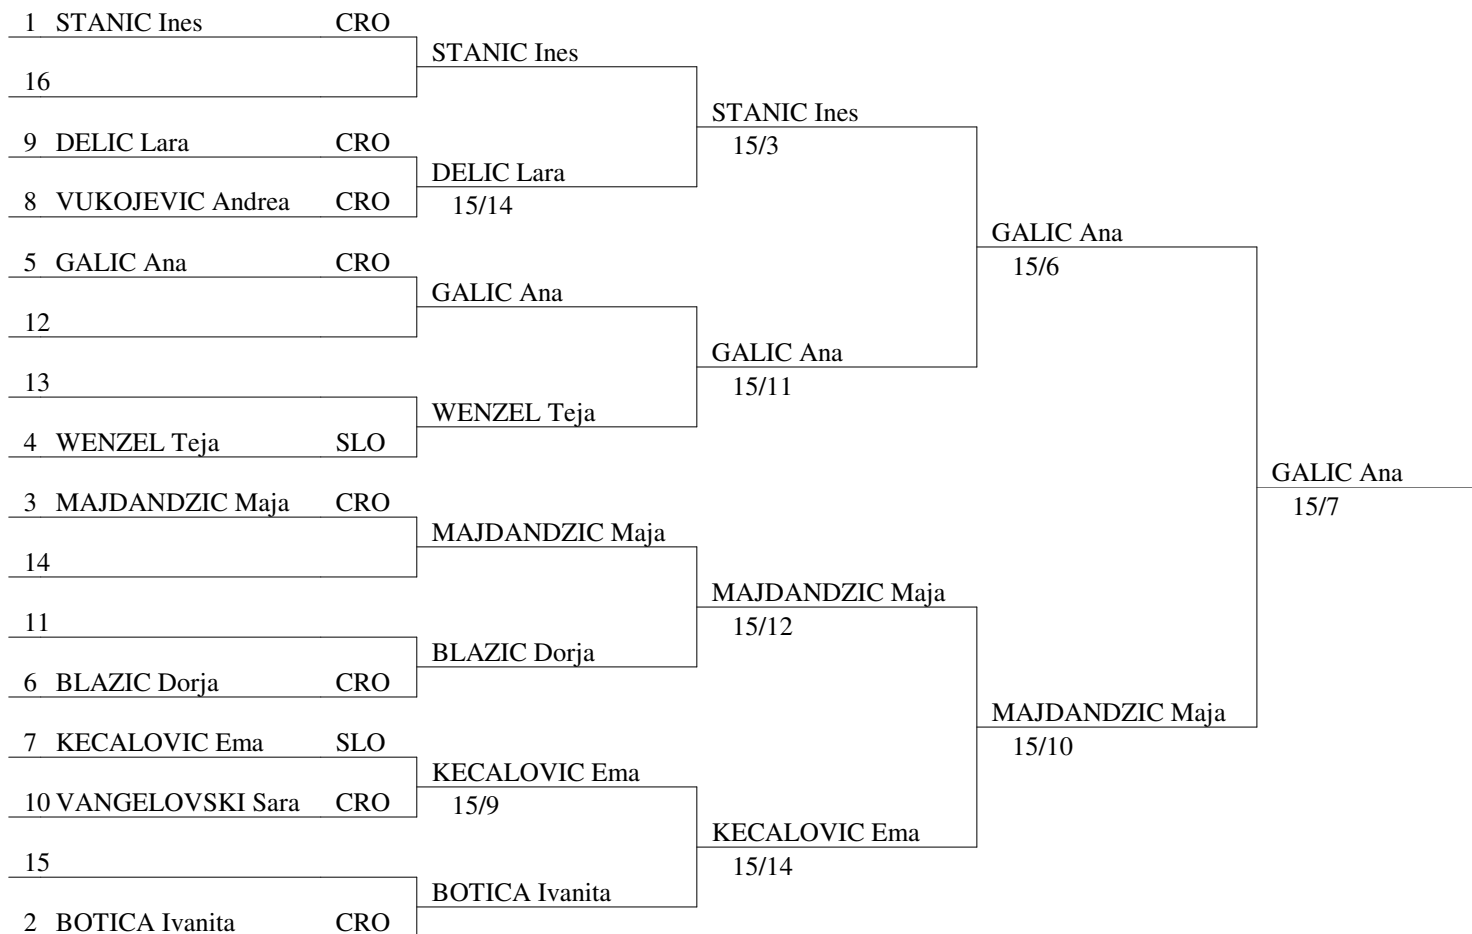 1 STANIC Ines CRO
STANIC Ines
16
STANIC Ines
15/3
9 DELIC Lara CRO
DELIC Lara
15/14
8 VUKOJEVIC Andrea CRO
GALIC Ana
15/6
5 GALIC Ana CRO
GALIC Ana
12
GALIC Ana
15/11
13
WENZEL Teja
4 WENZEL Teja SLO
GALIC Ana
15/7
3 MAJDANDZIC Maja CRO
MAJDANDZIC Maja
14
MAJDANDZIC Maja
15/12
11
BLAZIC Dorja
6 BLAZIC Dorja CRO
MAJDANDZIC Maja
15/10
7 KECALOVIC Ema SLO
KECALOVIC Ema
15/9
10 VANGELOVSKI Sara CRO
KECALOVIC Ema
15/14
15
BOTICA Ivanita
2 BOTICA Ivanita CRO